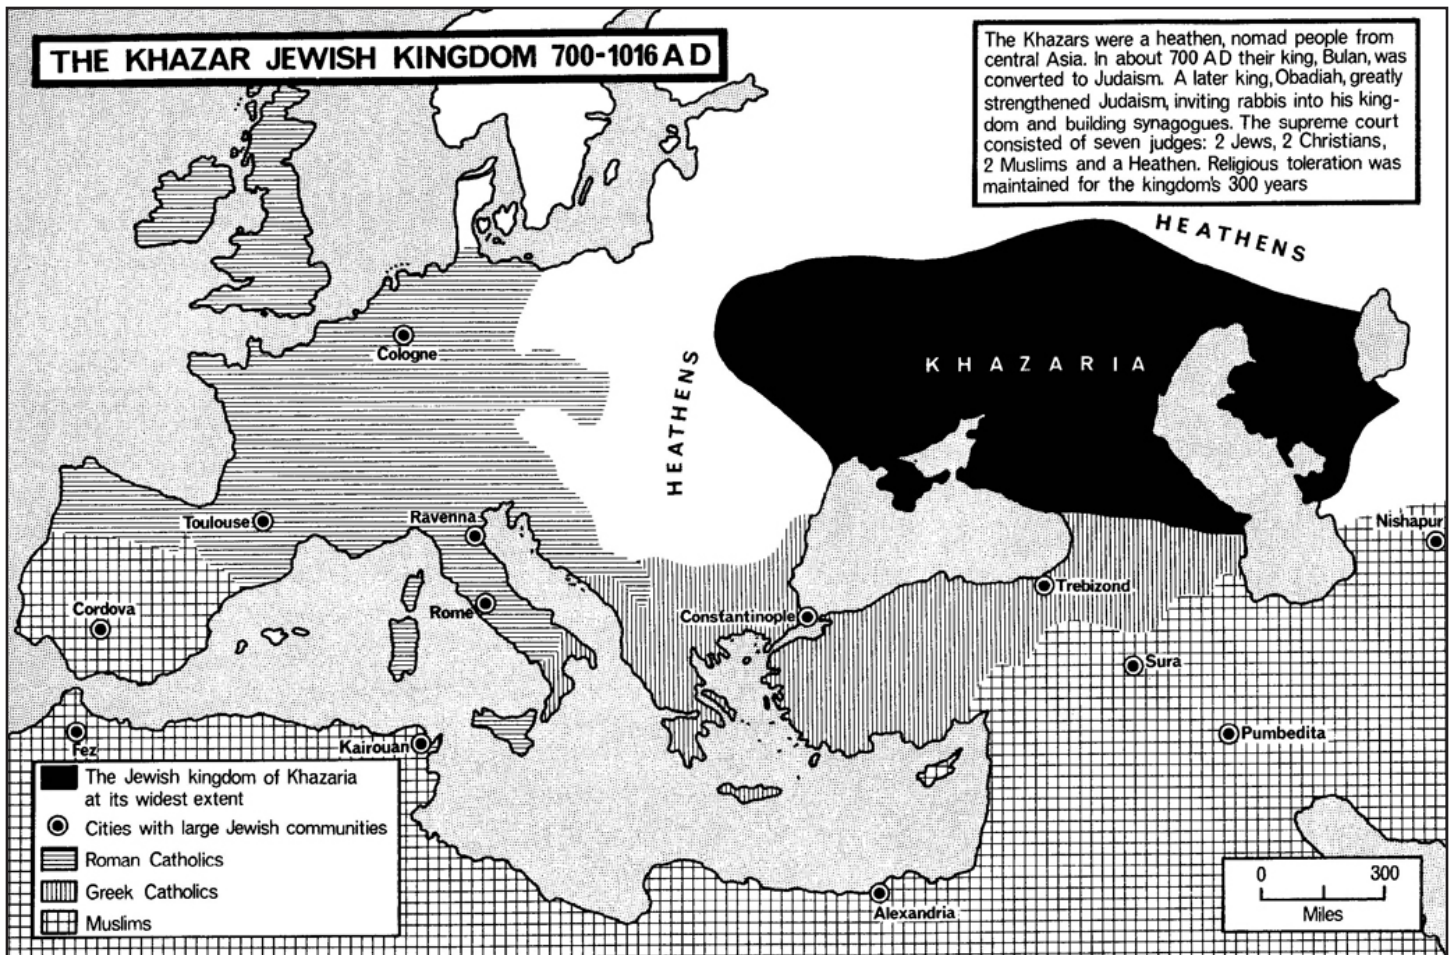 THE KHAZAR JEWISH KINGDOM 700-1016 A D
The Khazars were a heathen, nomad people from
central Asia. In about 700 A D their king, Bulan, was
converted to Judaism. A later king, Obadiah, greatly
strengthened Judaism, inviting rabbis into his king-
dom and building synagogues. The supreme court
consisted of seven judges: 2 Jews, 2 Christians,
2 Muslims and a Heathen. Religious toleration was
maintained for the kingdom's 300 years
HEATHENS
Cologne
KHAZARIA
HEATHENS
Toulouse
Ravenna
Nishapur
Cordova
Rome
Constantinople
Trebizond
Sura
Fez
Kairouan
Pumbedita
The Jewish kingdom of Khazaria
at its widest extent
Cities with large Jewish communities
Roman Catholics
Greek Catholics
Muslims
Alexandria
0 300
Miles